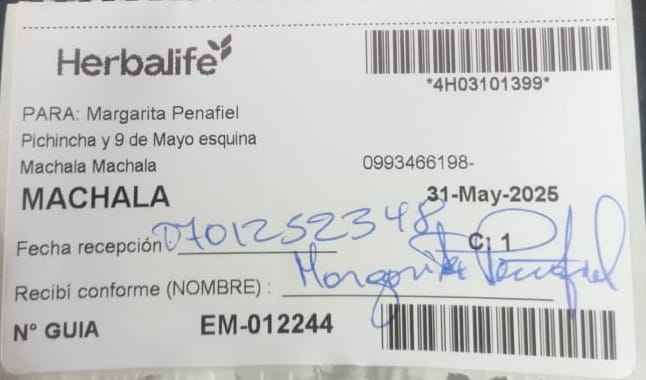 Herbalife
*4H03101399*
PARA: Margarita Penafiel
Pichincha y 9 de Mayo esquina
Machala Machala 0993466198-
MACHALA 31-May-2025
Fecha recepción 0701252348 C: 1
Recibí conforme (NOMBRE) : Margarita Penafiel
N° GUIA EM-012244